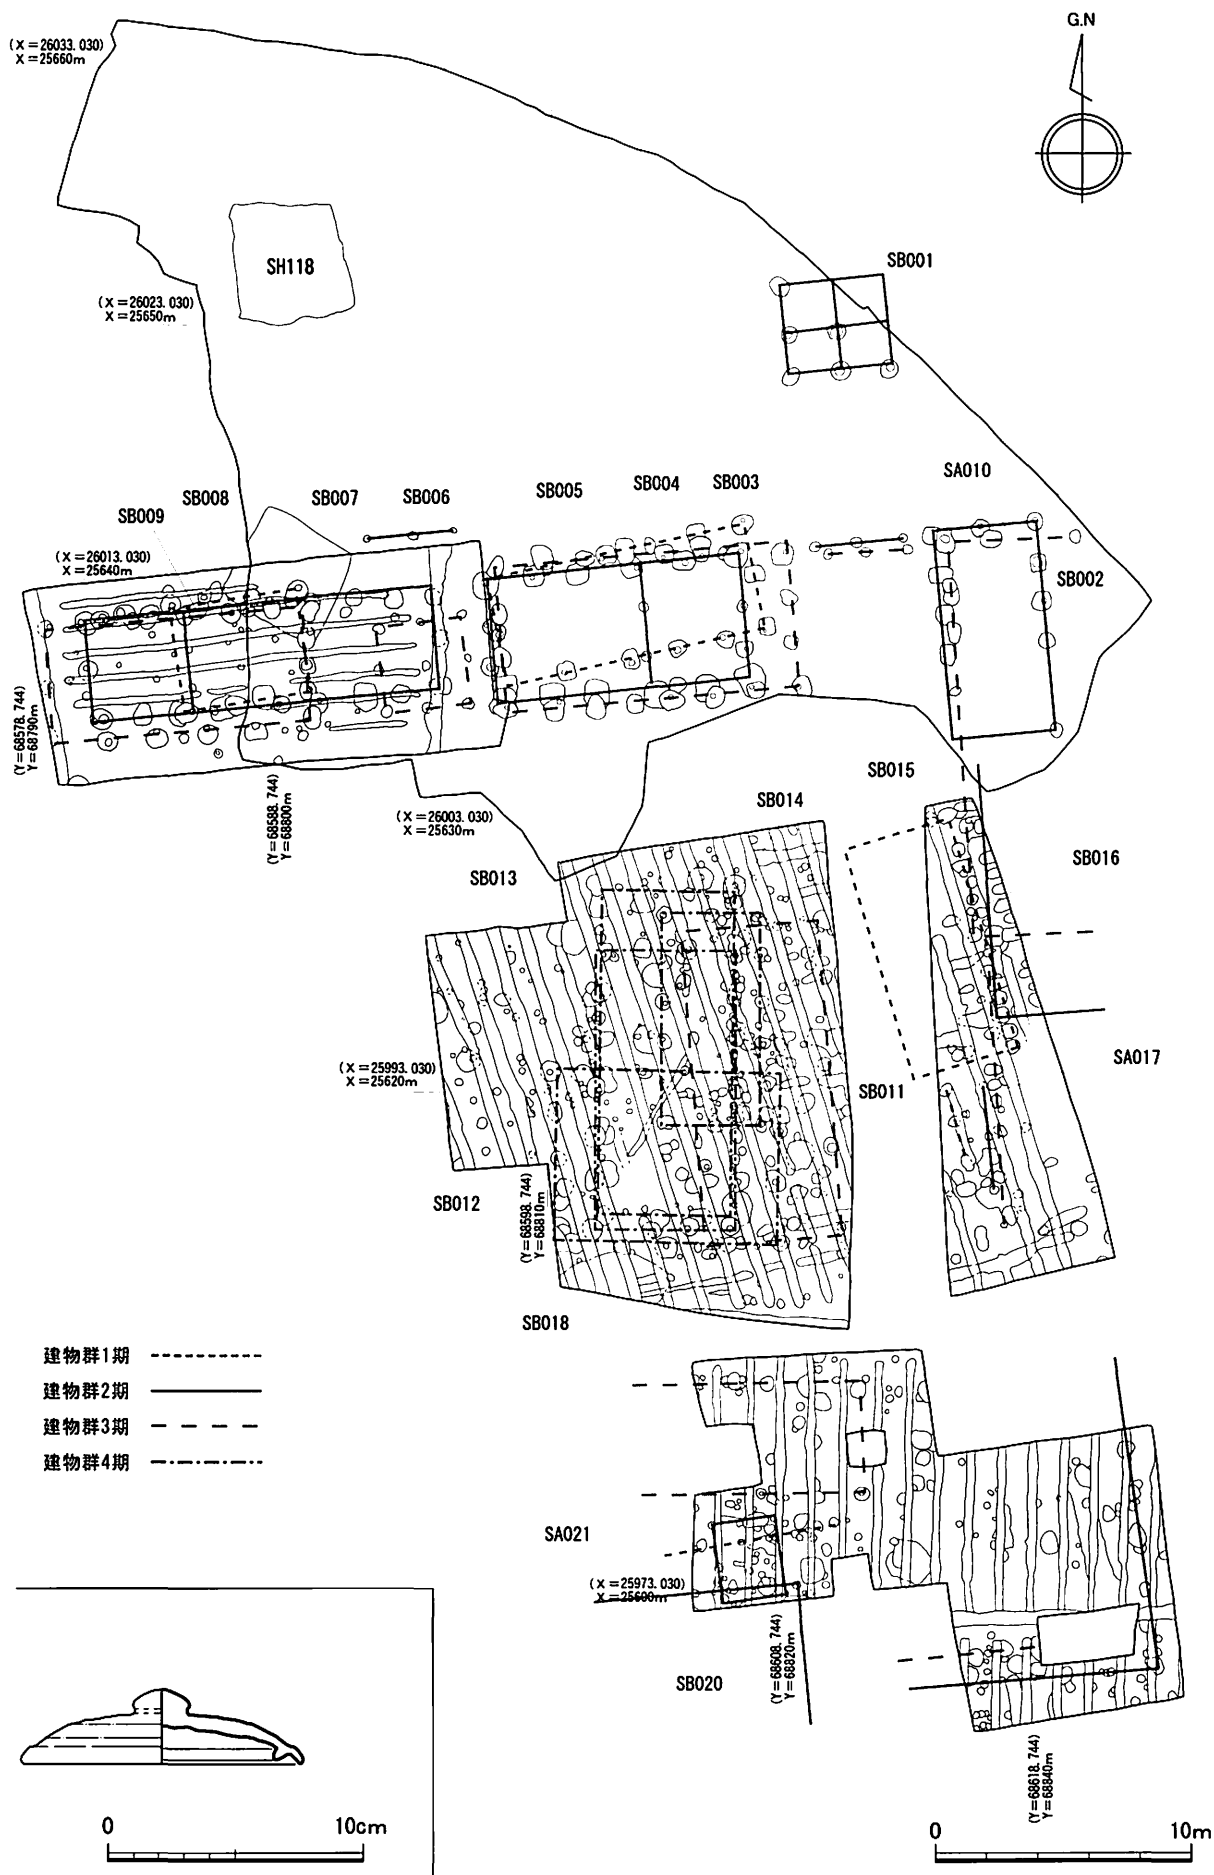 G.N
(X=26033.030)
X=25660m
SH118
SB001
(X=26023.030)
X=25650m
SB009
SB008
SB007
SB006
SB005
SB004
SB003
SA010
SB002
(X=26013.030)
X=25640m
(Y=68578.744)
Y=68790m
(Y=68588.744)
Y=68800m
(X=26003.030)
X=25630m
SB015
SB014
SB016
SB013
(X=25993.030)
X=25620m
SB011
SA017
SB012
(Y=68598.744)
Y=68810m
SB018
建物群1期
建物群2期
建物群3期
建物群4期
SA021
(X=25973.030)
X=25600m
SB020
(Y=68608.744)
Y=68820m
(Y=68618.744)
Y=68840m
0 10cm
0 10m